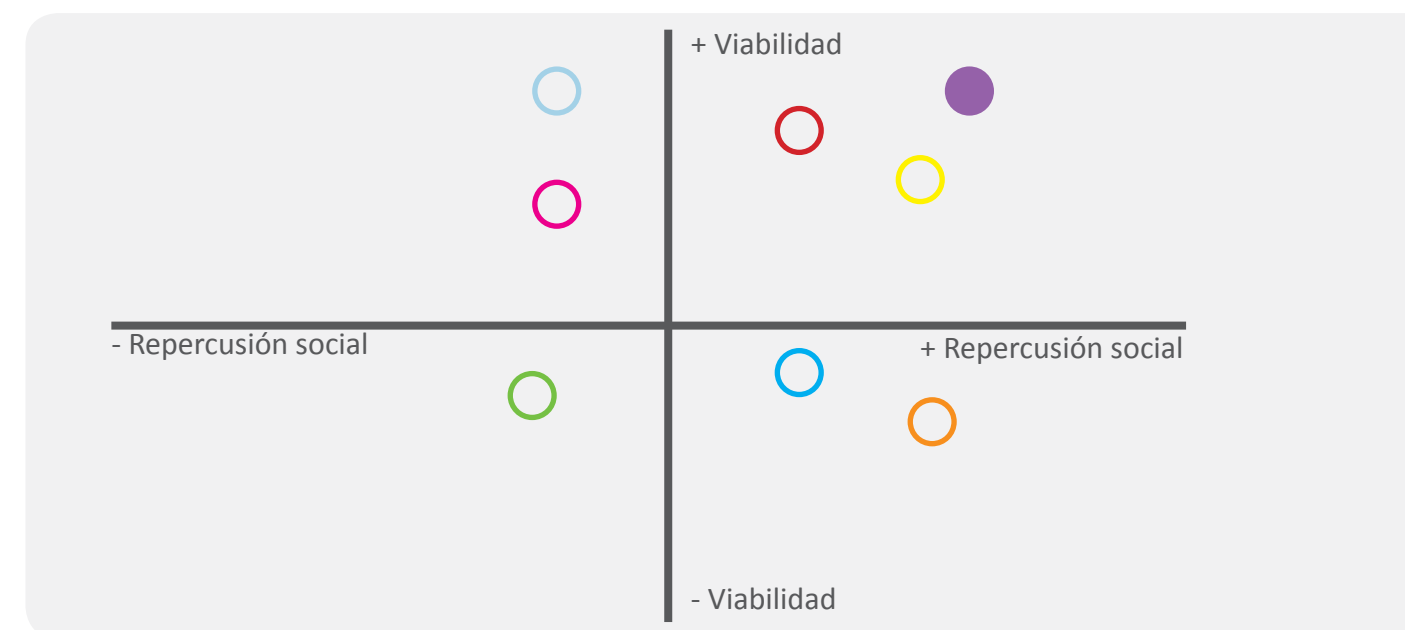 + Viabilidad
- Repercusión social
+ Repercusión social
- Viabilidad